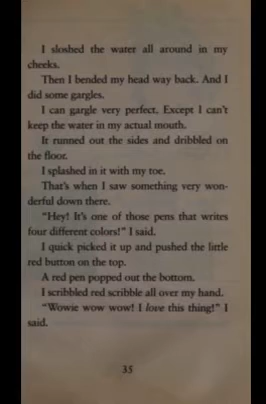 I sloshed the water all around in my
cheeks.
Then I bended my head way back. And I
did some gargles.
I can gargle very perfect. Except I can't
keep the water in my actual mouth.
It runned out the sides and dribbled on
the floor.
I splashed in it with my toe.
That's when I saw something very won-
derful down there.
"Hey! It's one of those pens that writes
four different colors!" I said.
I quick picked it up and pushed the little
red button on the top.
A red pen popped out the bottom.
I scribbled red scribble all over my hand.
"Wowie wow wow! I love this thing!" I
said.
35